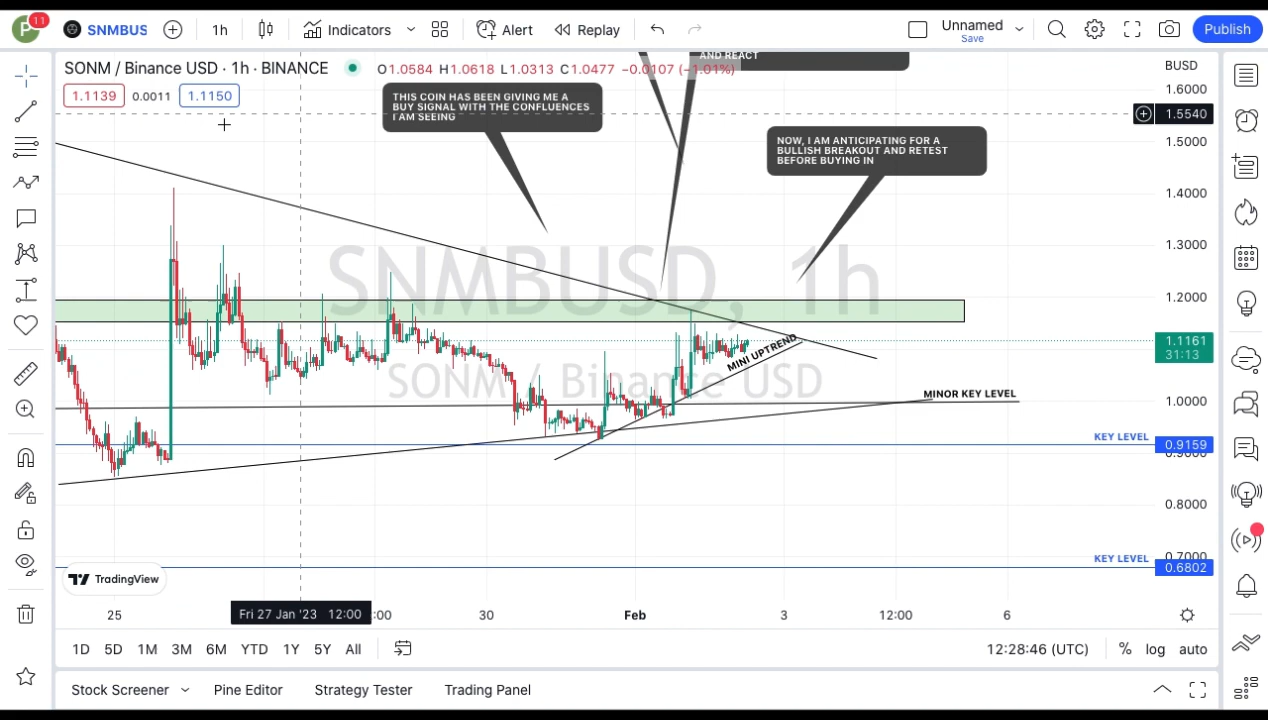 P
11
SNMBUS
1h
Indicators
Alert
Replay
Unnamed
Save
Publish
SONM / Binance USD · 1h · BINANCE
O1.0584 H1.0618 L1.0313 C1.0477 −0.0107 (−1.01%)
AND REACT
1.1139
0.0011
1.1150
THIS COIN HAS BEEN GIVING ME A
BUY SIGNAL WITH THE CONFLUENCES
I AM SEEING
NOW, I AM ANTICIPATING FOR A
BULLISH BREAKOUT AND RETEST
BEFORE BUYING IN
BUSD
1.6000
1.5540
1.5000
1.4000
1.3000
1.2000
1.1161
31:13
1.0000
0.9159
0.9000
0.8000
0.7000
0.6802
SNMBUSD, 1h
SONM / Binance USD
MINI UPTREND
MINOR KEY LEVEL
KEY LEVEL
KEY LEVEL
TradingView
25
Fri 27 Jan '23 12:00
:00
30
Feb
3
12:00
6
1D
5D
1M
3M
6M
YTD
1Y
5Y
All
12:28:46 (UTC)
%
log
auto
Stock Screener
Pine Editor
Strategy Tester
Trading Panel